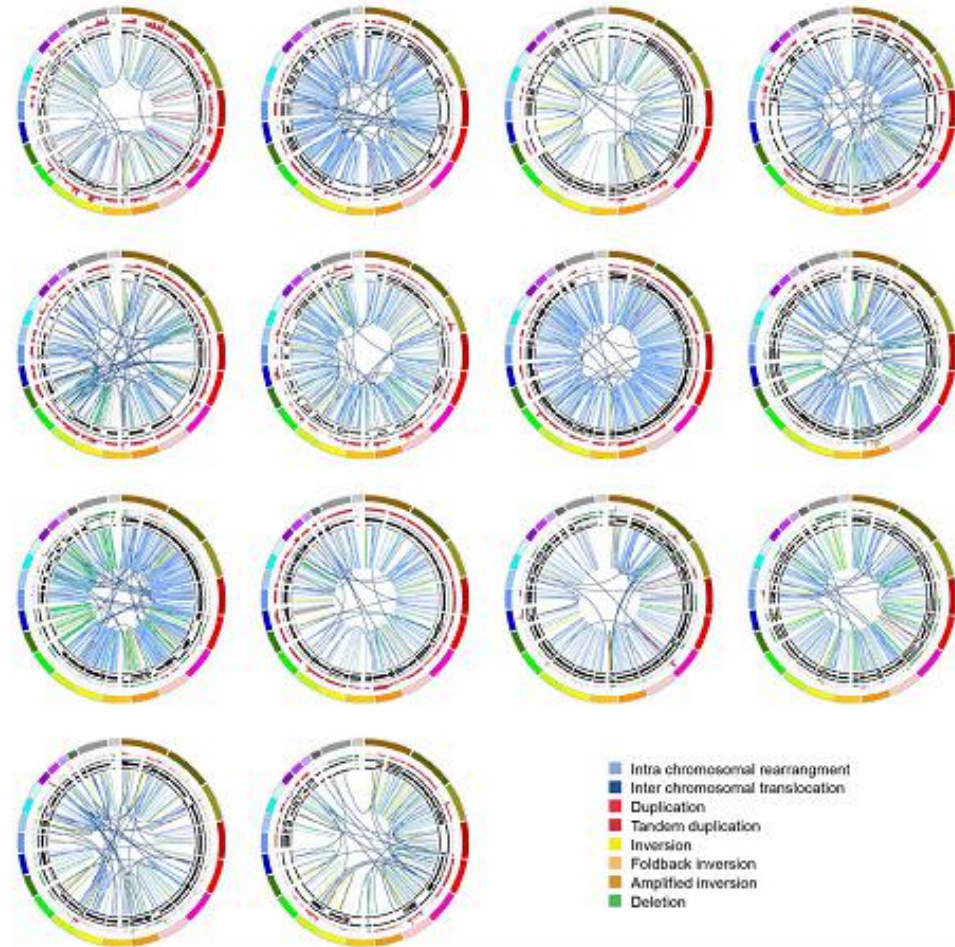 Intra chromosomal rearrangment
Inter chromosomal translocation
Duplication
Tandem duplication
Inversion
Foldback inversion
Amplified inversion
Deletion